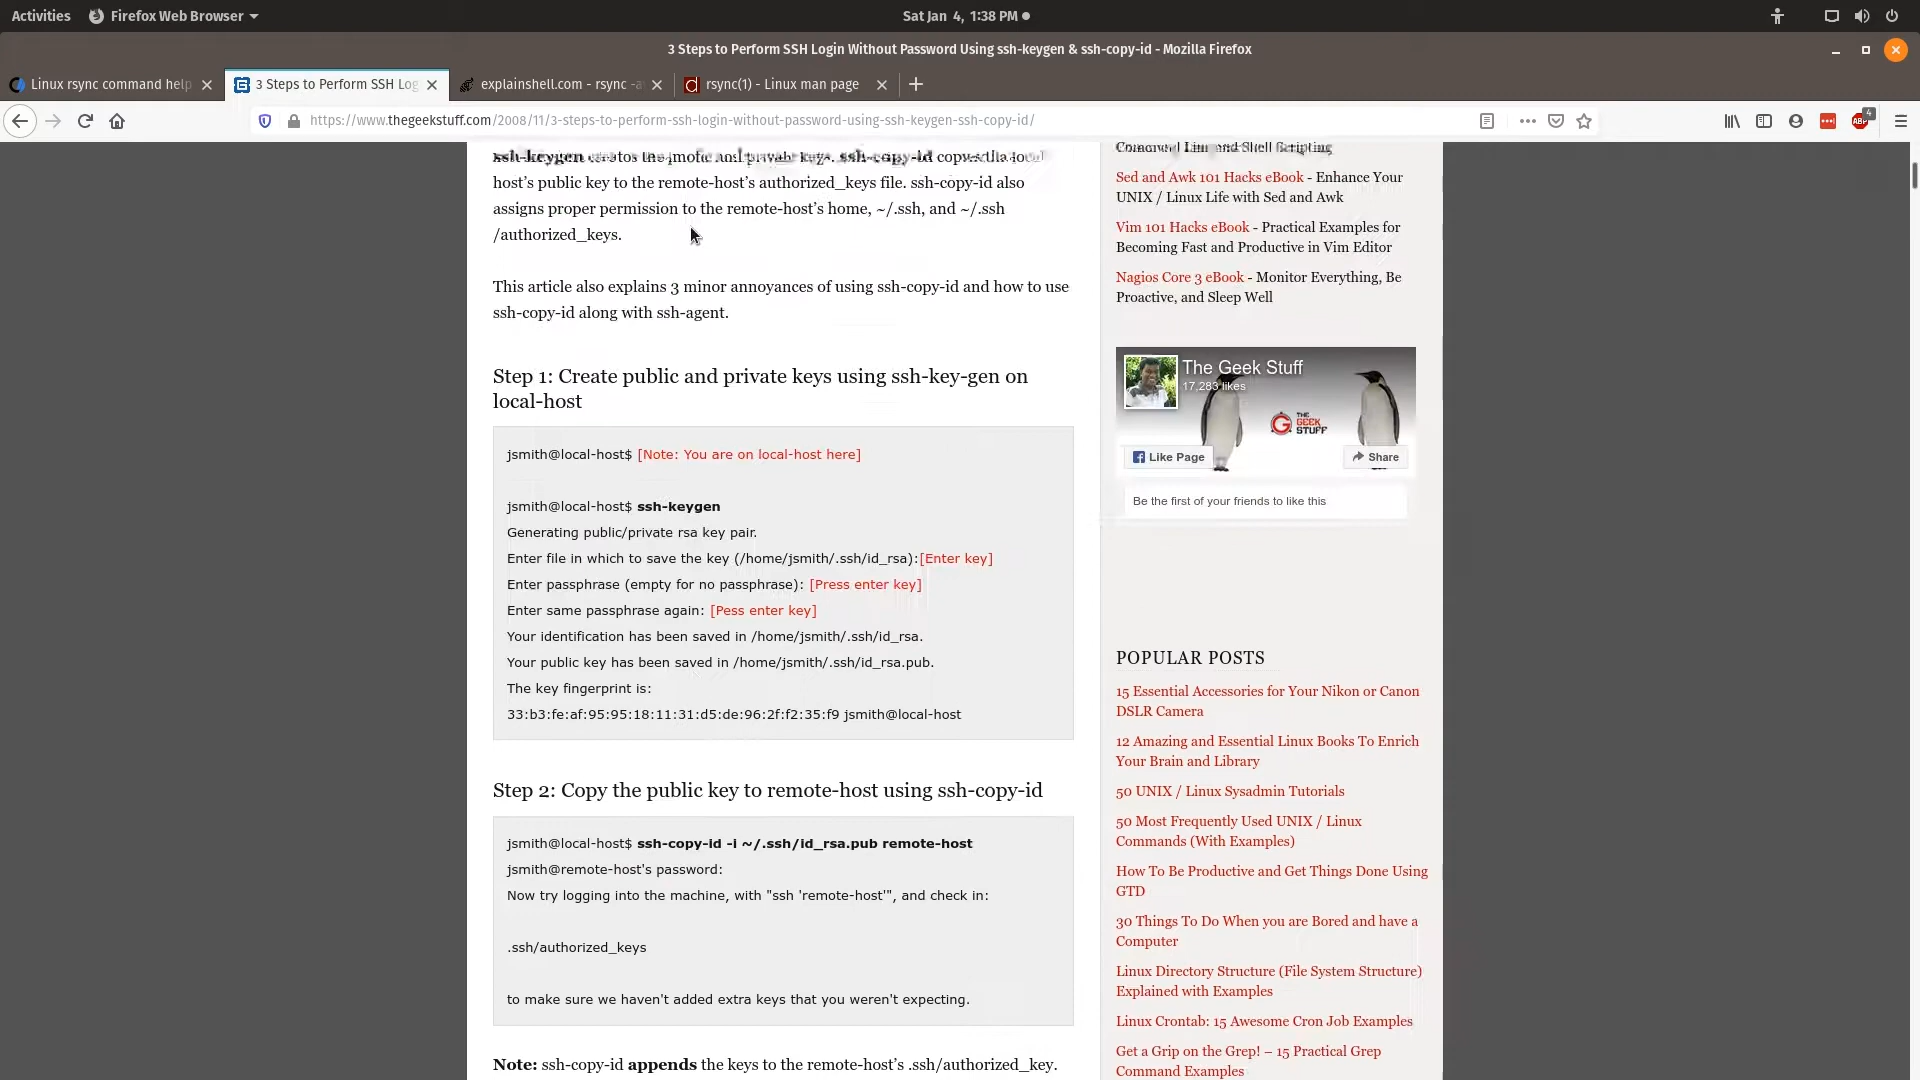 Activities
Firefox Web Browser
Sat Jan 4, 1:38 PM
3 Steps to Perform SSH Login Without Password Using ssh-keygen & ssh-copy-id - Mozilla Firefox
Linux rsync command help
3 Steps to Perform SSH Log
explainshell.com - rsync -a
rsync(1) - Linux man page
https://www.thegeekstuff.com/2008/11/3-steps-to-perform-ssh-login-without-password-using-ssh-keygen-ssh-copy-id/
ABP
4
ssh-keygen the and keys. ssh-copy-id
host’s public key to the remote-host’s authorized_keys file. ssh-copy-id also
assigns proper permission to the remote-host’s home, ~/.ssh, and ~/.ssh
/authorized_keys.
This article also explains 3 minor annoyances of using ssh-copy-id and how to use
ssh-copy-id along with ssh-agent.
Step 1: Create public and private keys using ssh-key-gen on
local-host
jsmith@local-host$ [Note: You are on local-host here]
jsmith@local-host$ ssh-keygen
Generating public/private rsa key pair.
Enter file in which to save the key (/home/jsmith/.ssh/id_rsa):[Enter key]
Enter passphrase (empty for no passphrase): [Press enter key]
Enter same passphrase again: [Pess enter key]
Your identification has been saved in /home/jsmith/.ssh/id_rsa.
Your public key has been saved in /home/jsmith/.ssh/id_rsa.pub.
The key fingerprint is:
33:b3:fe:af:95:95:18:11:31:d5:de:96:2f:f2:35:f9 jsmith@local-host
Step 2: Copy the public key to remote-host using ssh-copy-id
jsmith@local-host$ ssh-copy-id -i ~/.ssh/id_rsa.pub remote-host
jsmith@remote-host's password:
Now try logging into the machine, with "ssh 'remote-host'", and check in:
.ssh/authorized_keys
to make sure we haven't added extra keys that you weren't expecting.
Note: ssh-copy-id appends the keys to the remote-host’s .ssh/authorized_key.
and Shell Scripting
Sed and Awk 101 Hacks eBook - Enhance Your
UNIX / Linux Life with Sed and Awk
Vim 101 Hacks eBook - Practical Examples for
Becoming Fast and Productive in Vim Editor
Nagios Core 3 eBook - Monitor Everything, Be
Proactive, and Sleep Well
The Geek Stuff
17,283 likes
THE
GEEK
STUFF
Like Page
Share
Be the first of your friends to like this
POPULAR POSTS
15 Essential Accessories for Your Nikon or Canon
DSLR Camera
12 Amazing and Essential Linux Books To Enrich
Your Brain and Library
50 UNIX / Linux Sysadmin Tutorials
50 Most Frequently Used UNIX / Linux
Commands (With Examples)
How To Be Productive and Get Things Done Using
GTD
30 Things To Do When you are Bored and have a
Computer
Linux Directory Structure (File System Structure)
Explained with Examples
Linux Crontab: 15 Awesome Cron Job Examples
Get a Grip on the Grep! – 15 Practical Grep
Command Examples